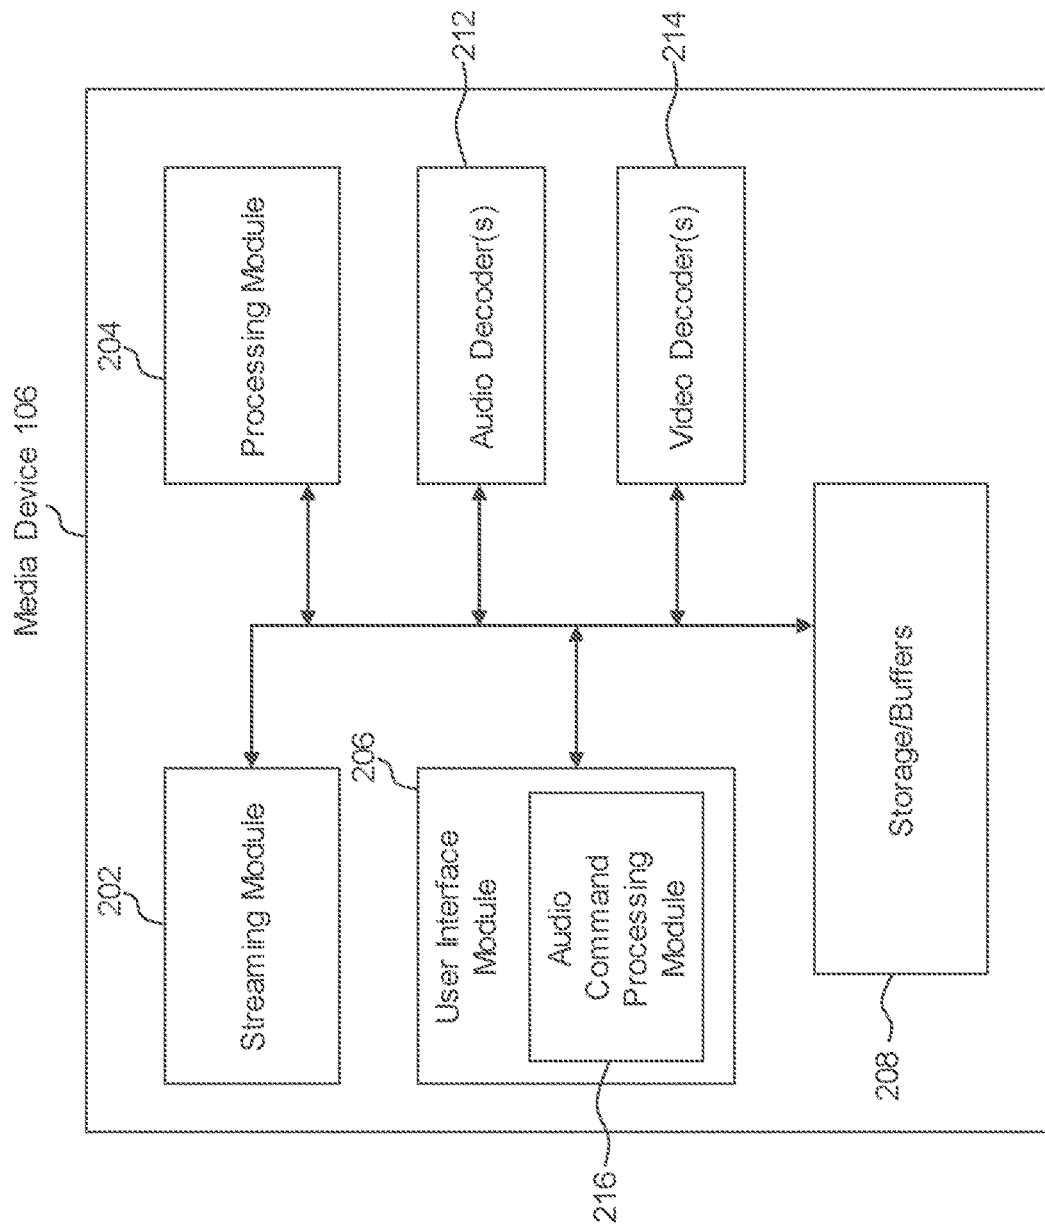 Media Device 106
202
Streaming Module
204
Processing Module
206
User Interface
Module
Audio
Command
Processing
Module
216
212
Audio Decoder(s)
214
Video Decoder(s)
208
Storage/Buffers